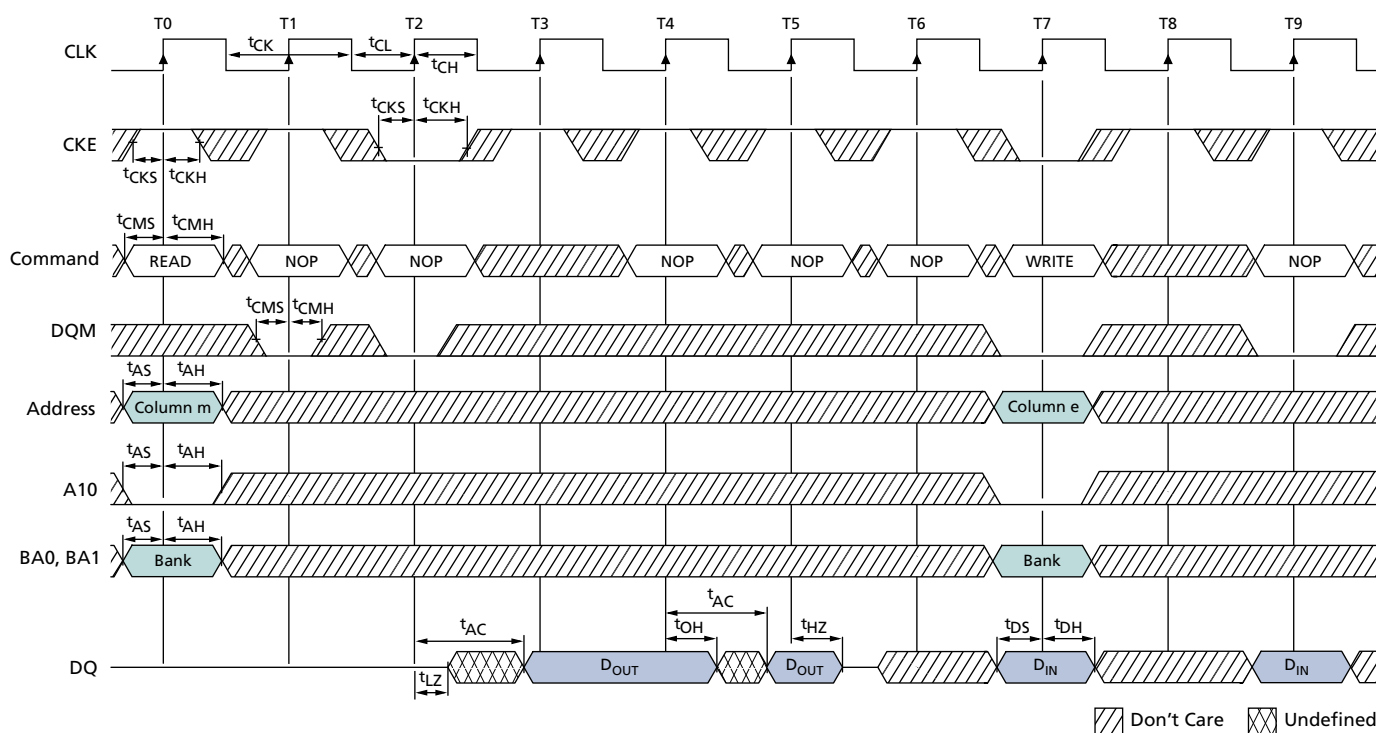 T0 T1 T2 T3 T4 T5 T6 T7 T8 T9
CLK
tCK tCL
tCH
tCKS tCKH
CKE
tCKS tCKH
tCMS tCMH
Command READ NOP NOP NOP NOP NOP WRITE NOP
tCMS tCMH
DQM
tAS tAH
Address Column m Column e
tAS tAH
A10
tAS tAH
BA0, BA1 Bank Bank
tAC
tAC tOH tHZ tDS tDH
DQ DOUT DOUT DIN DIN
tLZ
Don't Care Undefined